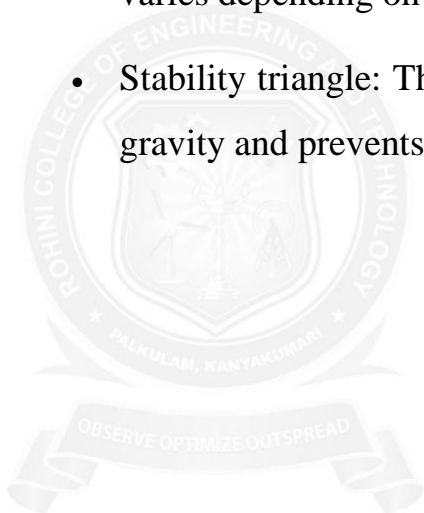 varies depending on
• Stability triangle: Th
gravity and prevents
ROHINI COLLEGE OF ENGINEERING AND TECHNOLOGY
PALKULAM, KANYAKUMARI
OBSERVE OPTIMIZE OUTSPREAD